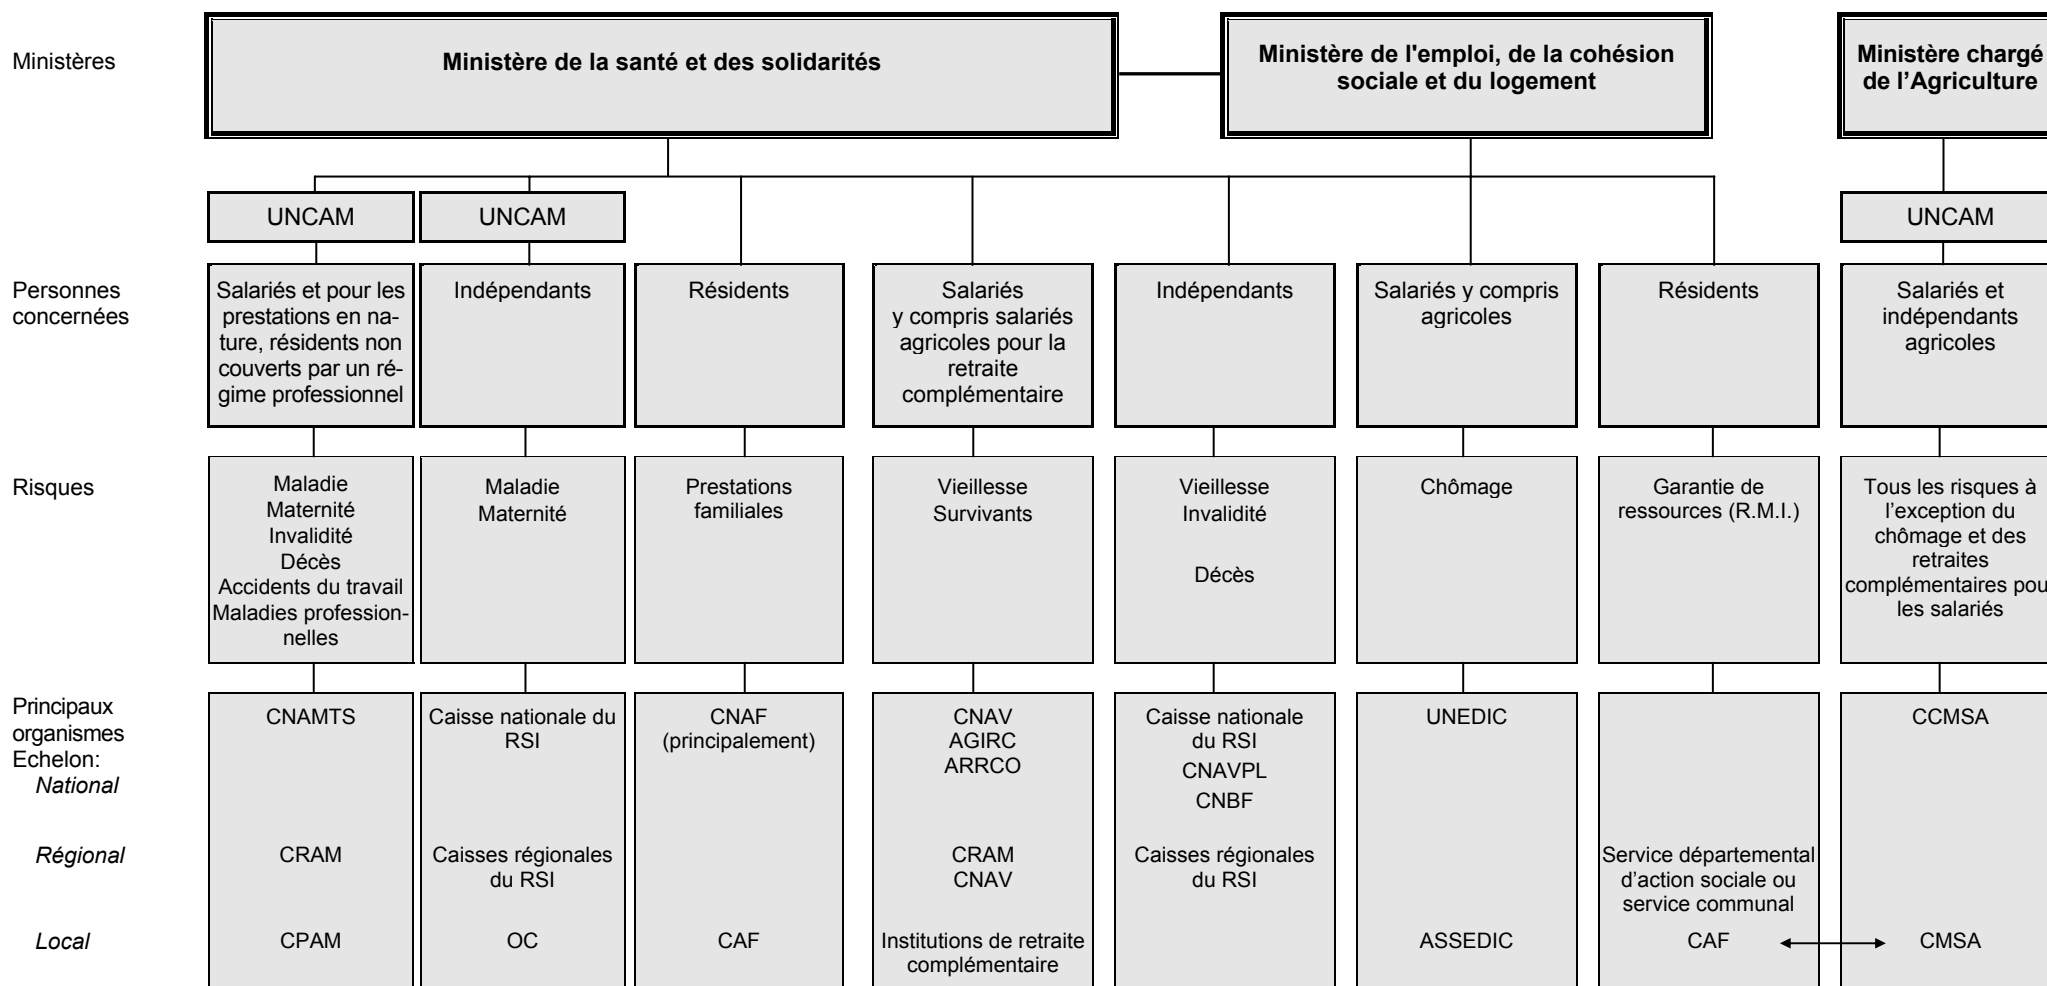 Ministères
Ministère de la santé et des solidarités
Ministère de l'emploi, de la cohésion
sociale et du logement
Ministère chargé
de l’Agriculture
UNCAM
UNCAM
UNCAM
Personnes
concernées
Salariés et pour les
prestations en na-
ture, résidents non
couverts par un ré-
gime professionnel
Indépendants
Résidents
Salariés
y compris salariés
agricoles pour la
retraite
complémentaire
Indépendants
Salariés y compris
agricoles
Résidents
Salariés et
indépendants
agricoles
Risques
Maladie
Maternité
Invalidité
Décès
Accidents du travail
Maladies profession-
nelles
Maladie
Maternité
Prestations
familiales
Vieillesse
Survivants
Vieillesse
Invalidité
Décès
Chômage
Garantie de
ressources (R.M.I.)
Tous les risques à
l’exception du
chômage et des
retraites
complémentaires pou
les salariés
Principaux
organismes
Echelon:
National
CNAMTS
Caisse nationale du
RSI
CNAF
(principalement)
CNAV
AGIRC
ARRCO
Caisse nationale
du RSI
CNAVPL
CNBF
UNEDIC
CCMSA
Régional
CRAM
Caisses régionales
du RSI
CRAM
CNAV
Caisses régionales
du RSI
Service départemental
d’action sociale ou
service communal
Local
CPAM
OC
CAF
Institutions de retraite
complémentaire
ASSEDIC
CAF
CMSA